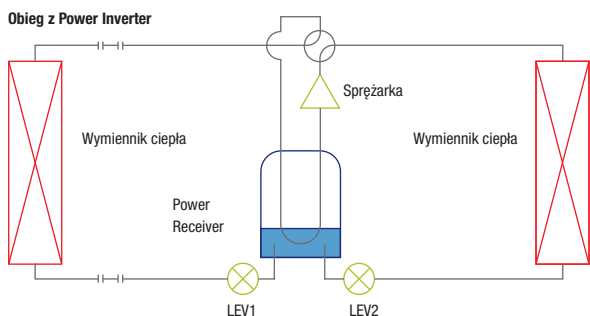 Obieg z Power Inverter
Sprężarka
Wymiennik ciepła
Wymiennik ciepła
Power
Receiver
LEV1
LEV2